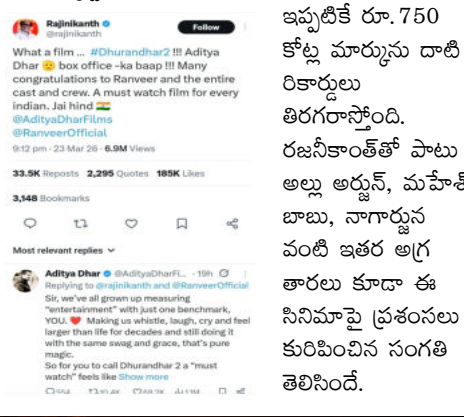 Rajinikanth
@rajinikanth
Follow
What a film ... #Dhurandhar2 !!! Aditya
Dhar 🫡 box office -ka baap !!! Many
congratulations to Ranveer and the entire
cast and crew. A must watch film for every
indian. Jai hind 🇮🇳
@AdityaDharFilms
@RanveerOfficial
9:12 pm · 23 Mar 26 · 6.9M Views
33.5K Reposts 2,295 Quotes 185K Likes
3,148 Bookmarks
Most relevant replies
Aditya Dhar @AdityaDharFi... · 19h
Replying to @rajinikanth and @RanveerOfficial
Sir, we've all grown up measuring
"entertainment" with just one benchmark,
YOU. ❤️ Making us whistle, laugh, cry and feel
larger than life for decades and still doing it
with the same swag and grace, that's pure
magic.
So for you to call Dhurandhar 2 a "must
watch" feels like Show more
ఇప్పటికే రూ.750
కోట్ల మార్కును దాటి
రికార్డులు
తిరగరాస్తోంది.
రజనీకాంత్‌తో పాటు
అల్లు అర్జున్, మహేశ్
బాబు, నాగార్జున
వంటి ఇతర అగ్ర
తారలు కూడా ఈ
సినిమాపై ప్రశంసలు
కురిపించిన సంగతి
తెలిసిందే.